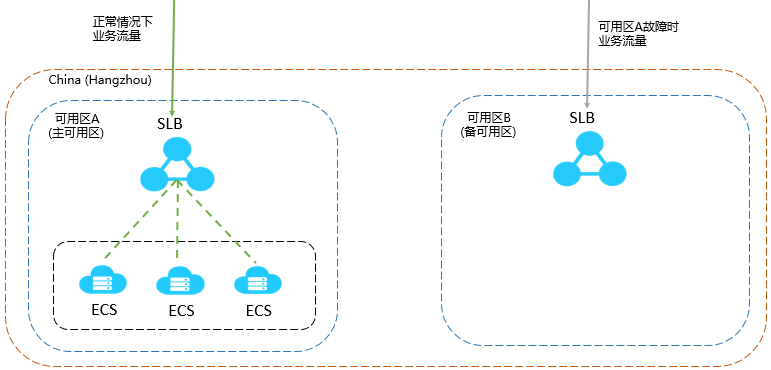 正常情况下
业务流量
可用区A故障时
业务流量
China (Hangzhou)
可用区A
(主可用区)
SLB
可用区B
(备可用区)
SLB
ECS
ECS
ECS